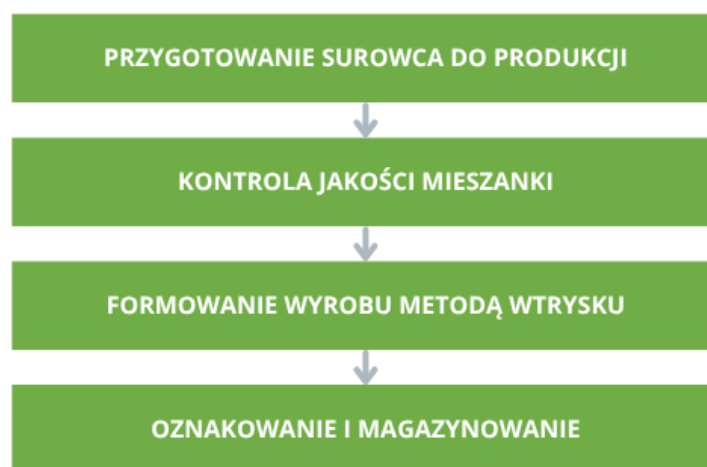 PRZYGOTOWANIE SUROWCA DO PRODUKCJI
KONTROLA JAKOŚCI MIESZANKI
FORMOWANIE WYROBU METODĄ WTRYSKU
OZNAKOWANIE I MAGAZYNOWANIE